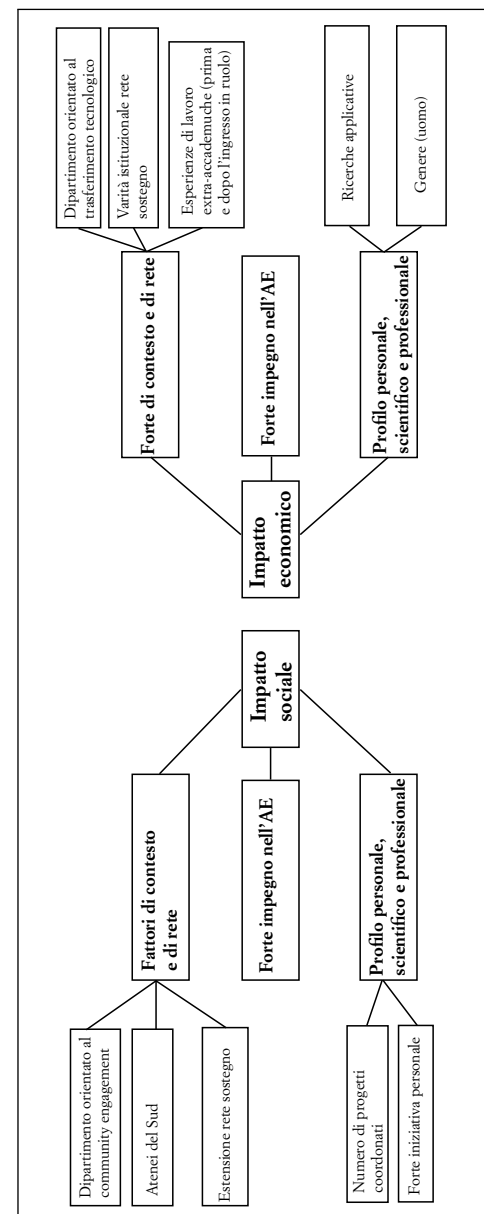 Dipartimento orientato al
community engagement
Atenei del Sud
Estensione rete sostegno
Fattori di contesto
e di rete
Forte impegno nell'AE
Impatto
sociale
Numero di progetti
coordinati
Forte iniziativa personale
Profilo personale,
scientifico e professionale
Impatto
economico
Forte di contesto e di rete
Dipartimento orientato al
trasferimento tecnologico
Varità istituzionale rete
sostegno
Esperienze di lavoro
extra-accademuche (prima
e dopo l'ingresso in ruolo)
Forte impegno nell'AE
Profilo personale,
scientifico e professionale
Ricerche applicative
Genere (uomo)